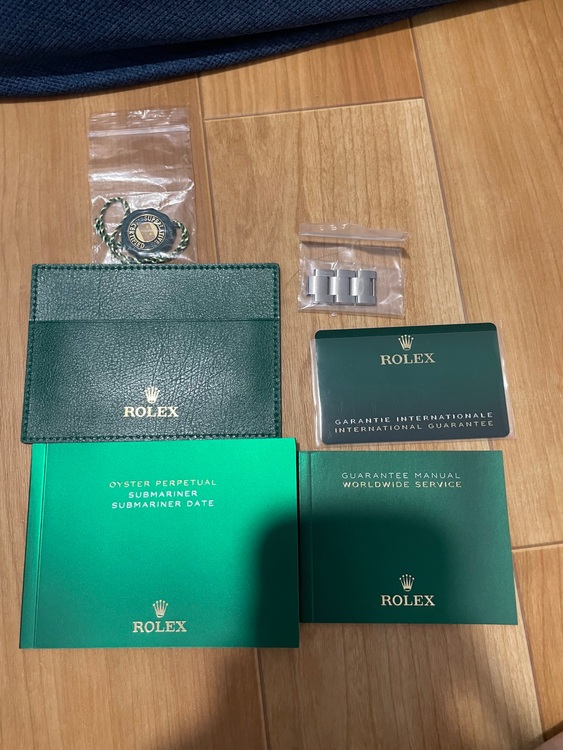 SUPERLATIVE
CERTIFIED
ROLEX
ROLEX
GARANTIE INTERNATIONALE
INTERNATIONAL GUARANTEE
ROLEX
OYSTER PERPETUAL
SUBMARINER
SUBMARINER DATE
ROLEX
GUARANTEE MANUAL
WORLDWIDE SERVICE
ROLEX